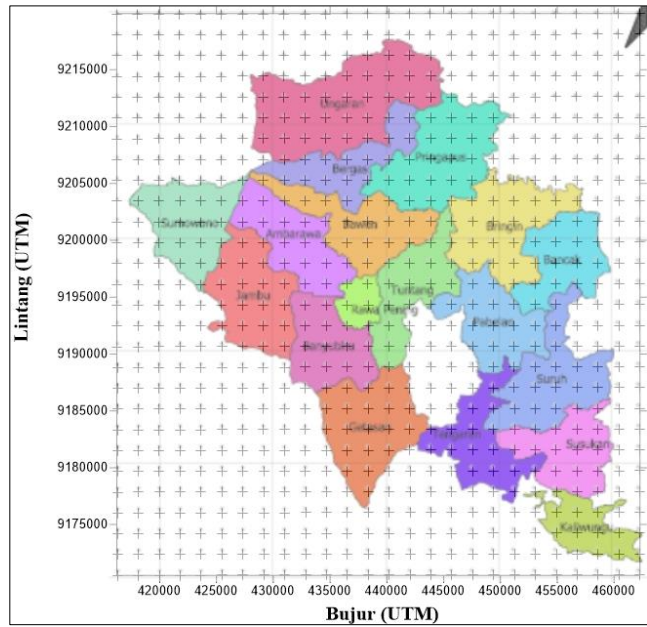 9215000
Ungaran
9210000
Pringapus
Bergas
9205000
Sumowono
Bawen
Bringin
Ambarawa
9200000
Bancak
Tuntang
9195000
Jambu
Rawa Pening
Pabelan
Banyubiru
9190000
Suruh
9185000
Getasan
Tengaran
Susukan
9180000
9175000
Kaliwungu
Lintang (UTM)
420000 425000 430000 435000 440000 445000 450000 455000 460000
Bujur (UTM)